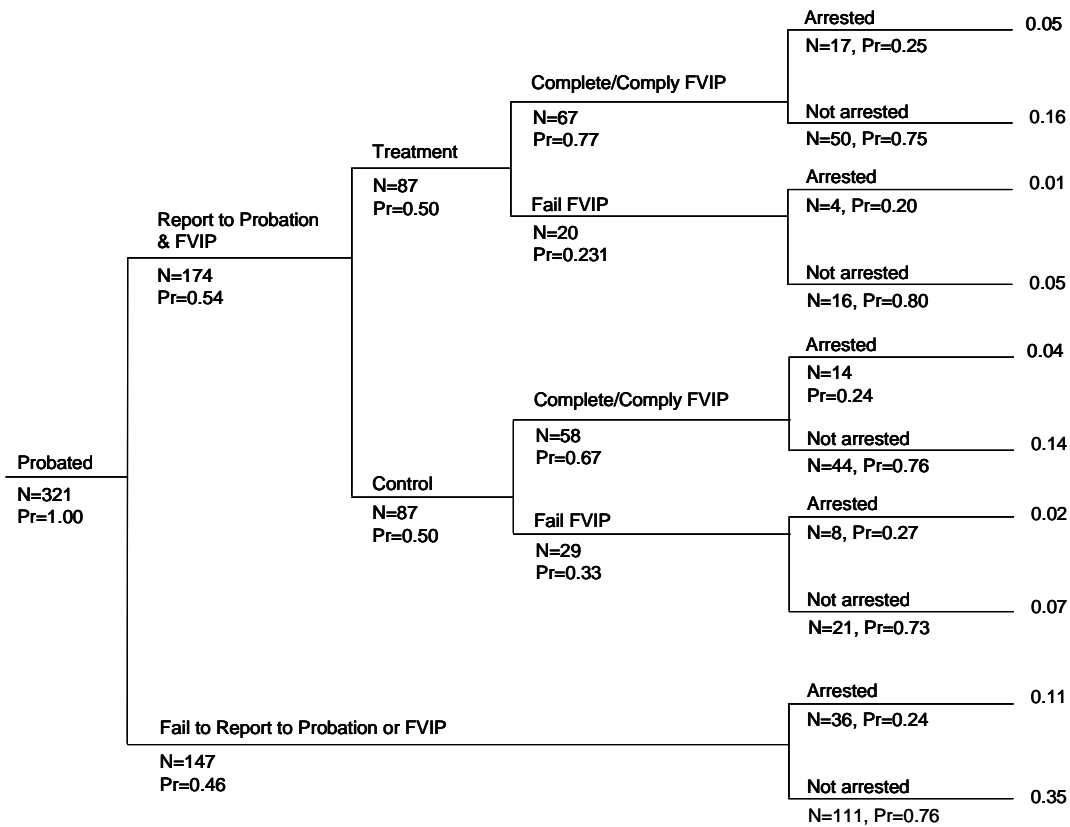 Arrested
0.05
N=17, Pr=0.25
Complete/Comply FVIP
N=67
Pr=0.77
Not arrested
0.16
N=50, Pr=0.75
Treatment
N=87
Pr=0.50
Arrested
0.01
N=4, Pr=0.20
Fail FVIP
N=20
Pr=0.231
Not arrested
0.05
N=16, Pr=0.80
Report to Probation
& FVIP
N=174
Pr=0.54
Arrested
0.04
N=14
Pr=0.24
Complete/Comply FVIP
N=58
Pr=0.67
Not arrested
0.14
N=44, Pr=0.76
Probated
N=321
Pr=1.00
Control
N=87
Pr=0.50
Arrested
0.02
N=8, Pr=0.27
Fail FVIP
N=29
Pr=0.33
Not arrested
0.07
N=21, Pr=0.73
Arrested
0.11
N=36, Pr=0.24
Fail to Report to Probation or FVIP
N=147
Pr=0.46
Not arrested
0.35
N=111, Pr=0.76